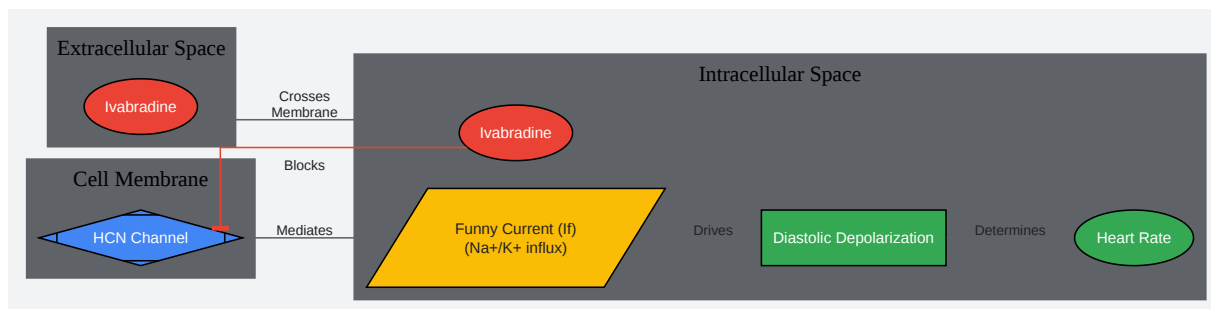 Extracellular Space
Ivabradine
Crosses
Membrane
Intracellular Space
Ivabradine
Blocks
Cell Membrane
HCN Channel
Mediates
Funny Current (If)
(Na+/K+ influx)
Drives
Diastolic Depolarization
Determines
Heart Rate